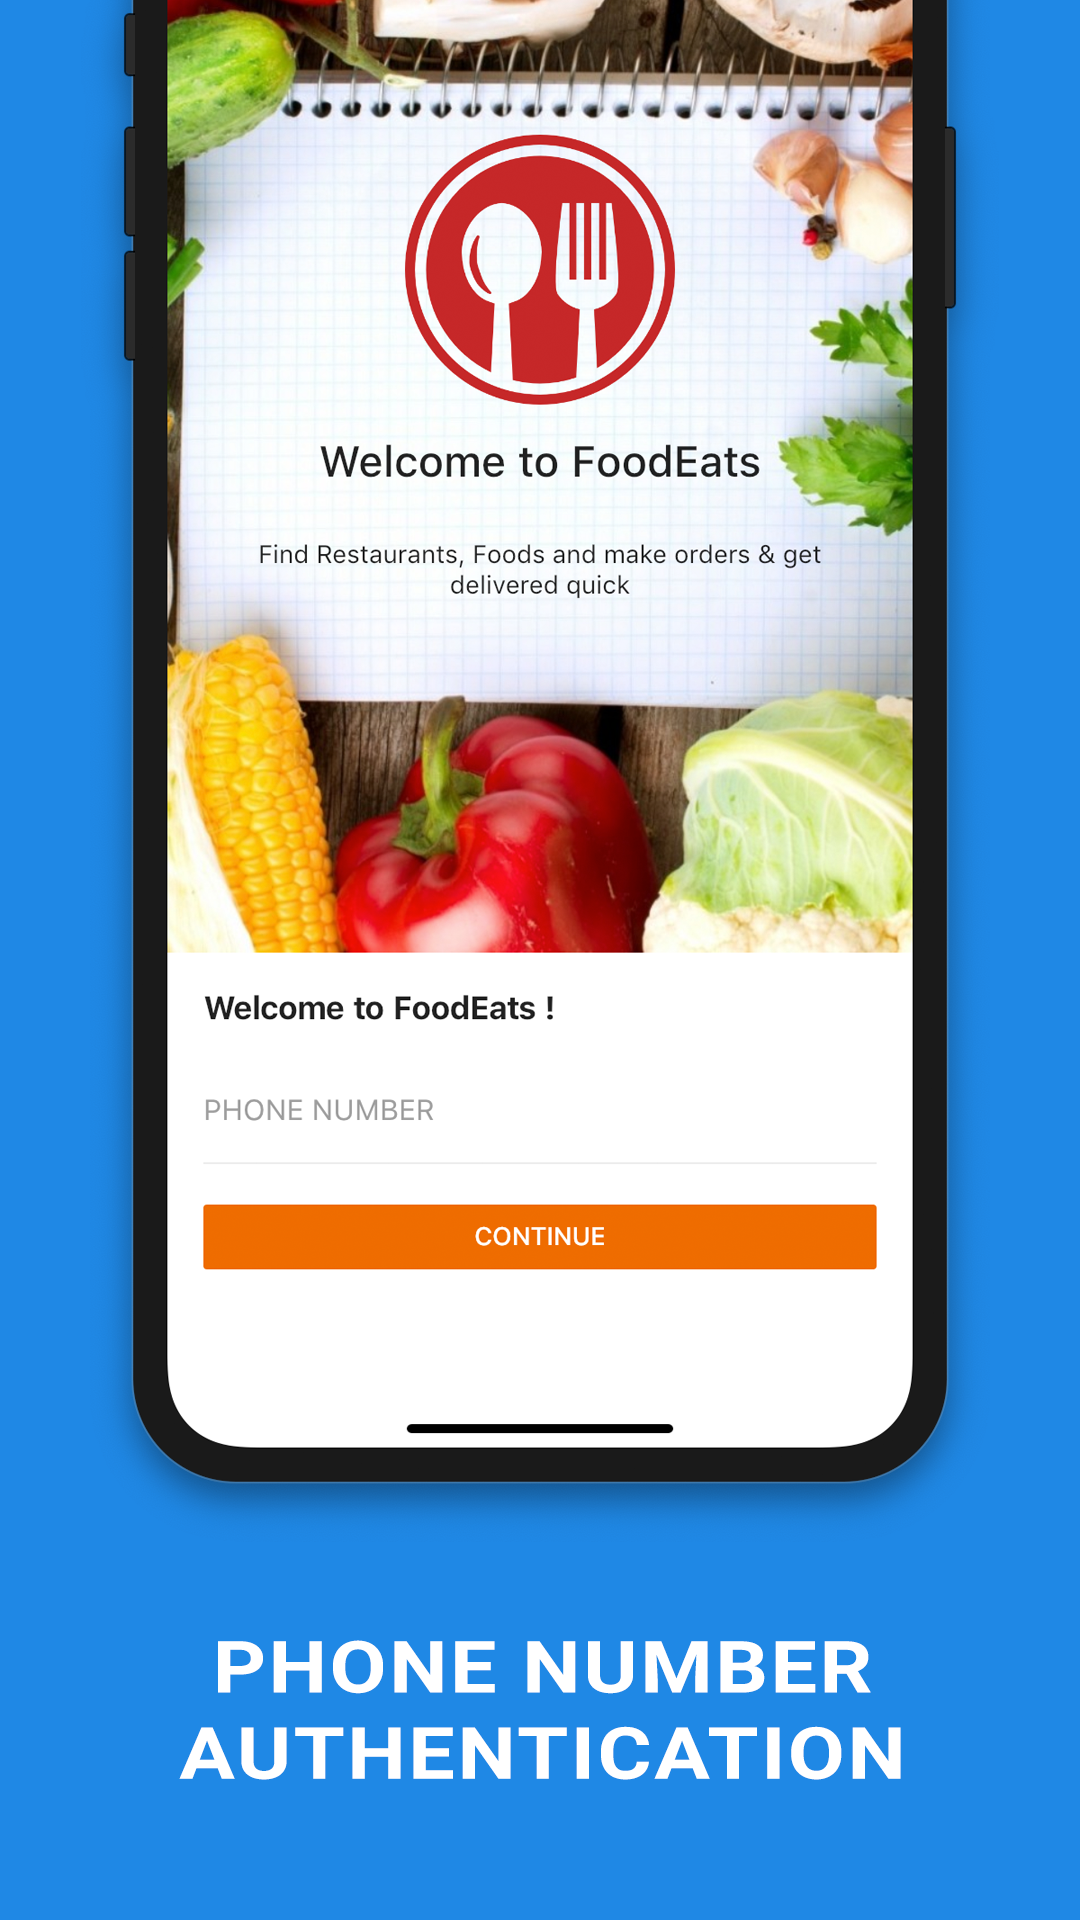 Welcome to FoodEats
Find Restaurants, Foods and make orders & get
delivered quick
Welcome to FoodEats !
PHONE NUMBER
CONTINUE
PHONE NUMBER
AUTHENTICATION